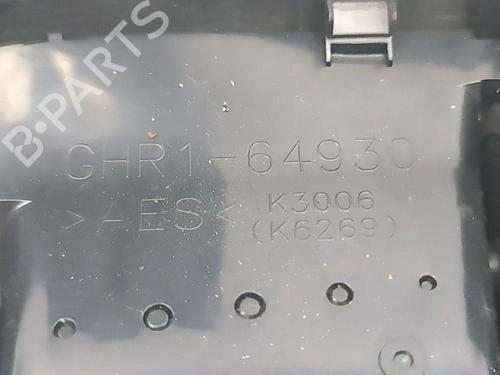 B·PARTS
GHR1-64930
>AES< K3006
(K6269)